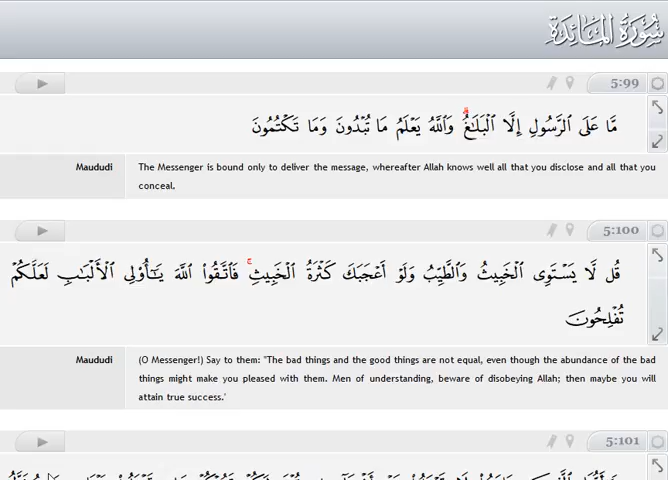 سُورَةُ المَائِدَة
5:99
مَّا عَلَى ٱلرَّسُولِ إِلَّا ٱلْبَلَٰغُ ۗ وَٱللَّهُ يَعْلَمُ مَا تُبْدُونَ وَمَا تَكْتُمُونَ
Maududi The Messenger is bound only to deliver the message, whereafter Allah knows well all that you disclose and all that you
conceal.
5:100
قُل لَّا يَسْتَوِى ٱلْخَبِيثُ وَٱلطَّيِّبُ وَلَوْ أَعْجَبَكَ كَثْرَةُ ٱلْخَبِيثِ ۚ فَٱتَّقُوا۟ ٱللَّهَ يَٰٓأُو۟لِى ٱلْأَلْبَٰبِ لَعَلَّكُمْ
تُفْلِحُونَ
Maududi (O Messenger!) Say to them: "The bad things and the good things are not equal, even though the abundance of the bad
things might make you pleased with them. Men of understanding, beware of disobeying Allah; then maybe you will
attain true success.'
5:101